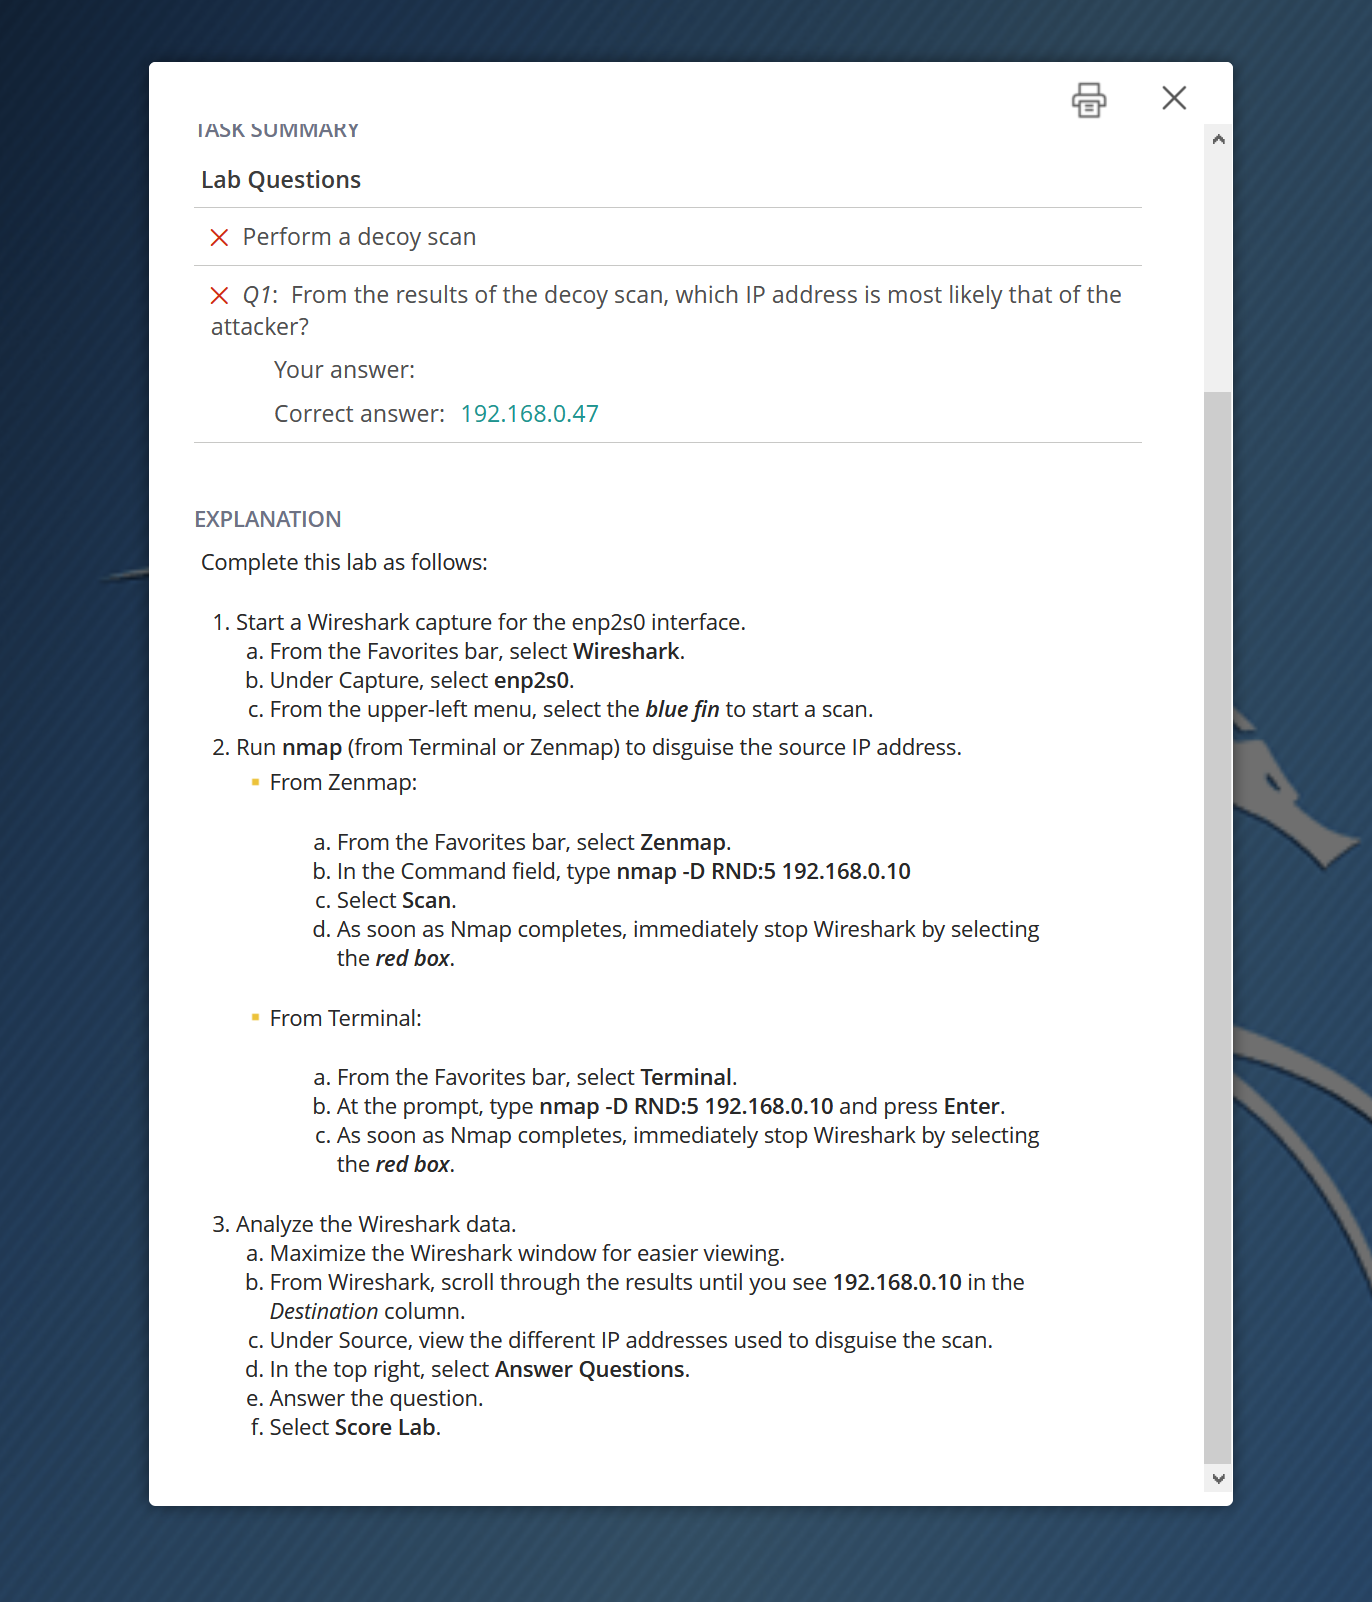 TASK SUMMARY
Lab Questions
Perform a decoy scan
Q1: From the results of the decoy scan, which IP address is most likely that of the
attacker?
Your answer:
Correct answer: 192.168.0.47
EXPLANATION
Complete this lab as follows:
1. Start a Wireshark capture for the enp2s0 interface.
a. From the Favorites bar, select Wireshark.
b. Under Capture, select enp2s0.
c. From the upper-left menu, select the blue fin to start a scan.
2. Run nmap (from Terminal or Zenmap) to disguise the source IP address.
From Zenmap:
a. From the Favorites bar, select Zenmap.
b. In the Command field, type nmap -D RND:5 192.168.0.10
c. Select Scan.
d. As soon as Nmap completes, immediately stop Wireshark by selecting
the red box.
From Terminal:
a. From the Favorites bar, select Terminal.
b. At the prompt, type nmap -D RND:5 192.168.0.10 and press Enter.
c. As soon as Nmap completes, immediately stop Wireshark by selecting
the red box.
3. Analyze the Wireshark data.
a. Maximize the Wireshark window for easier viewing.
b. From Wireshark, scroll through the results until you see 192.168.0.10 in the
Destination column.
c. Under Source, view the different IP addresses used to disguise the scan.
d. In the top right, select Answer Questions.
e. Answer the question.
f. Select Score Lab.